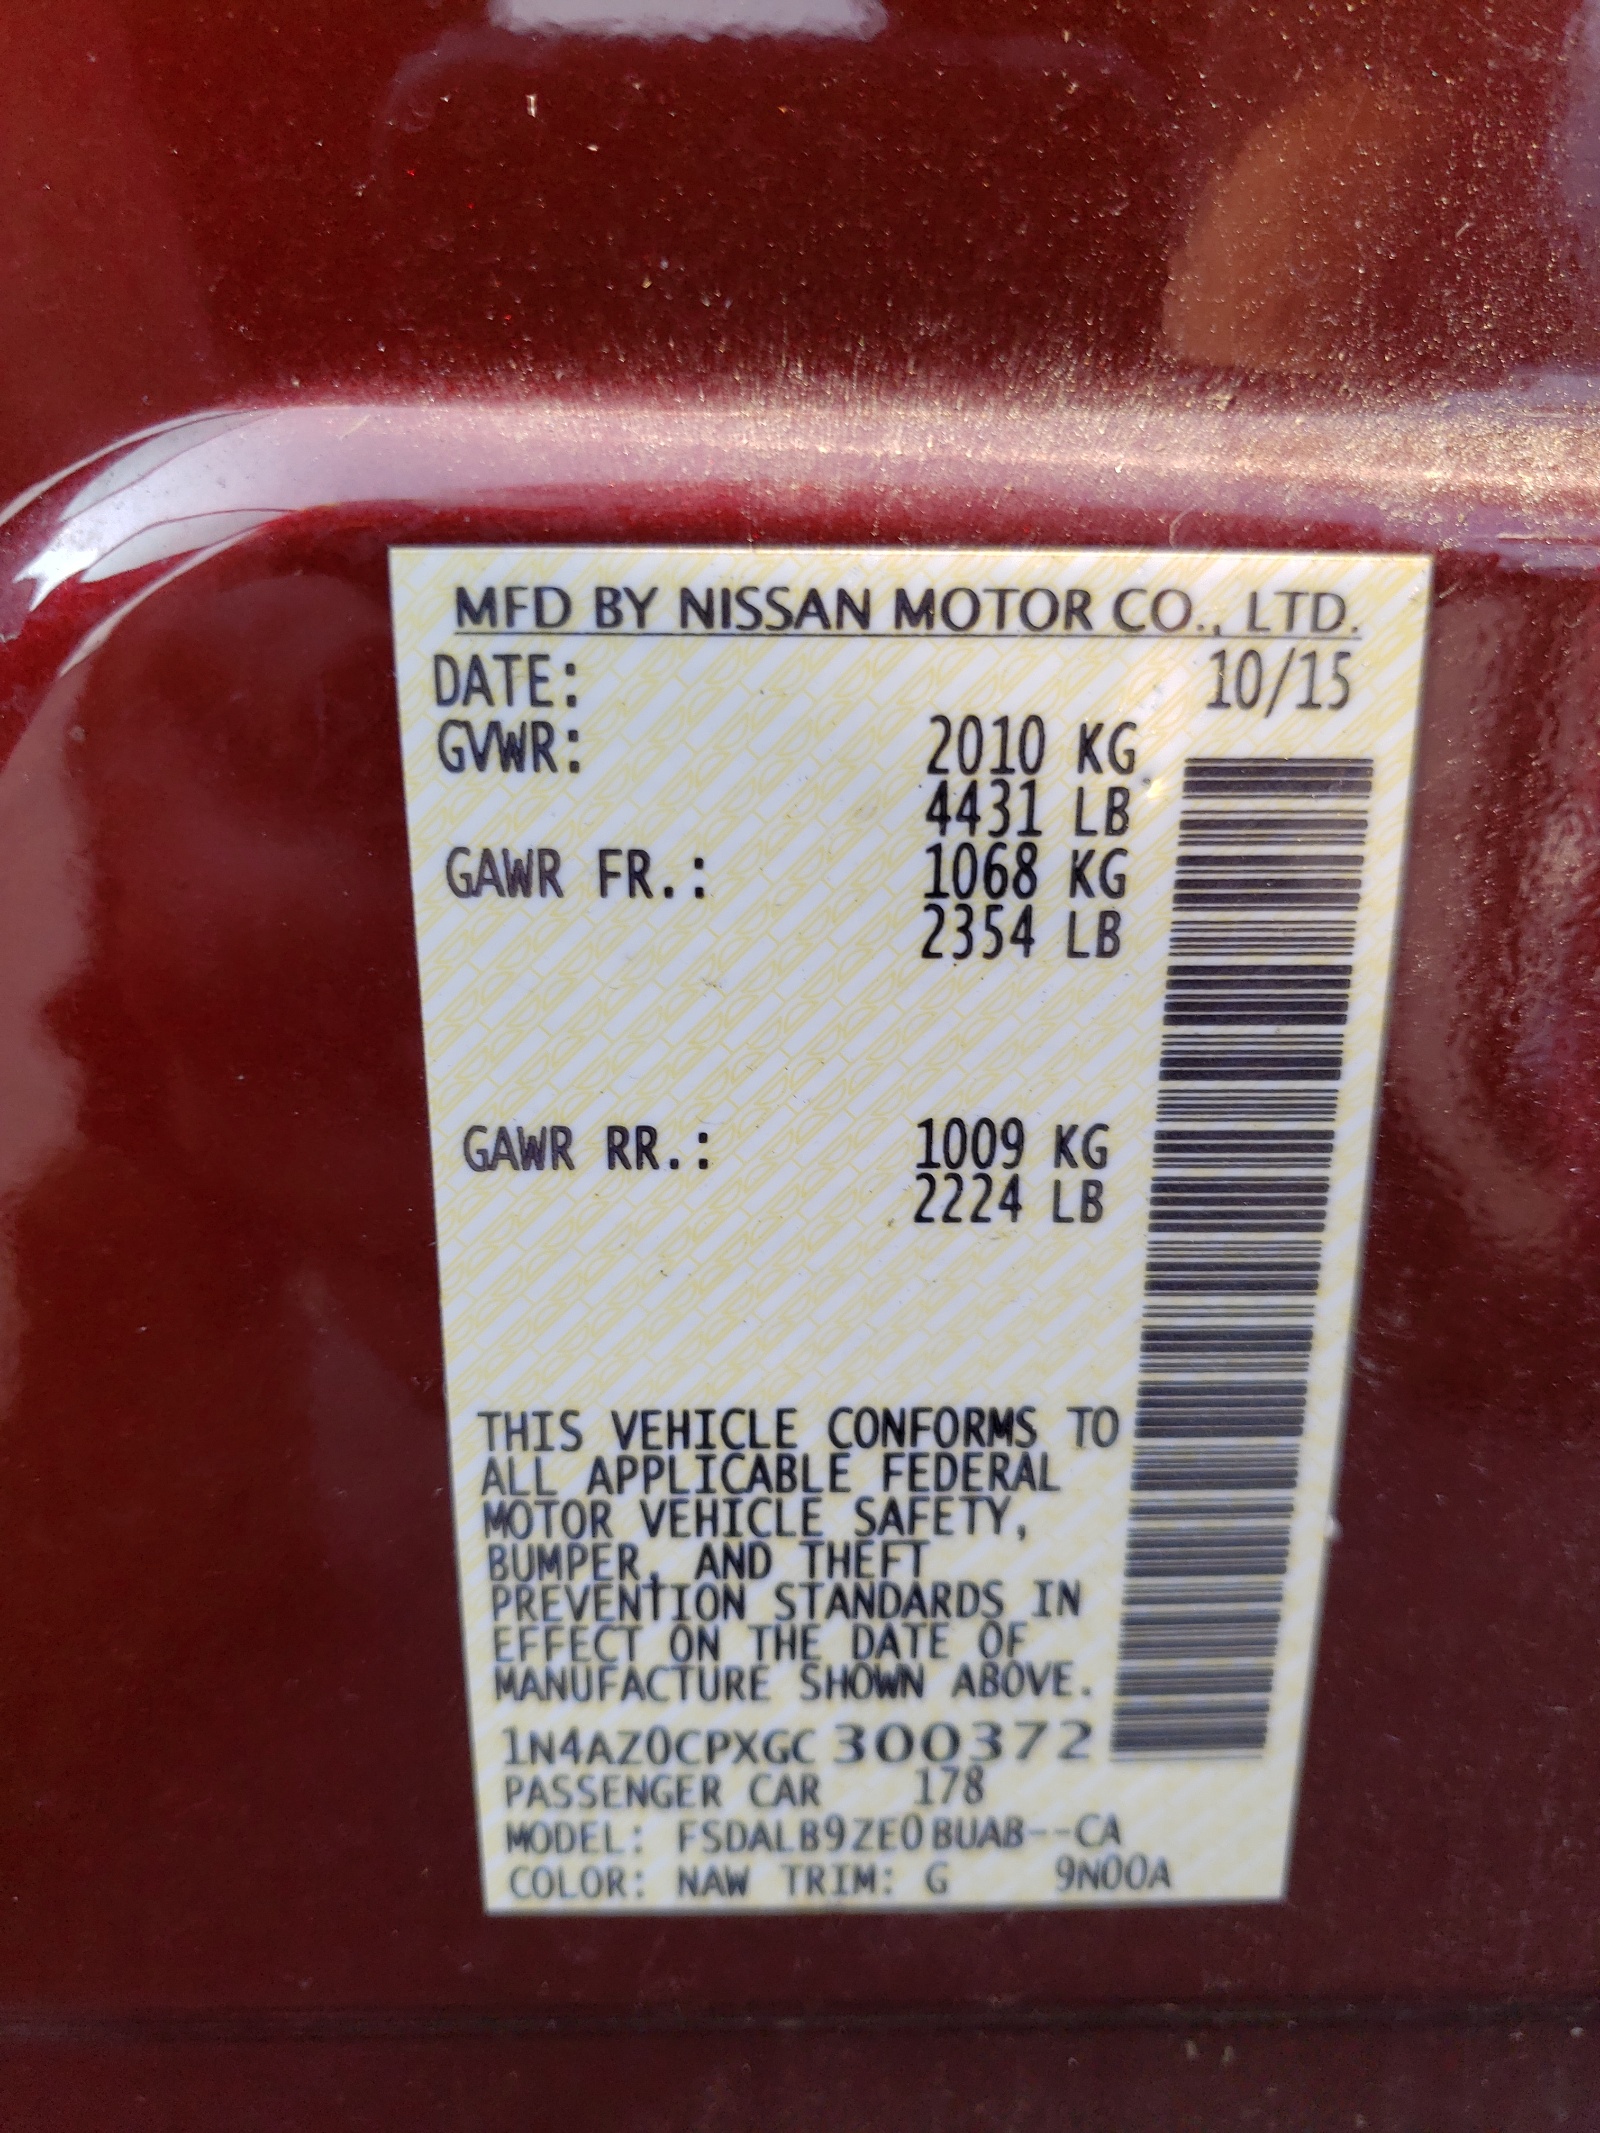 MFD BY NISSAN MOTOR CO., LTD.
DATE: 10/15
GVWR: 2010 KG
4431 LB
GAWR FR.: 1068 KG
2354 LB
GAWR RR.: 1009 KG
2224 LB
THIS VEHICLE CONFORMS TO
ALL APPLICABLE FEDERAL
MOTOR VEHICLE SAFETY,
BUMPER, AND THEFT
PREVENTION STANDARDS IN
EFFECT ON THE DATE OF
MANUFACTURE SHOWN ABOVE.
1N4AZ0CPXGC300372
PASSENGER CAR 178
MODEL: FSDALB9ZE0BUAB--CA
COLOR: NAW TRIM: G 9N00A